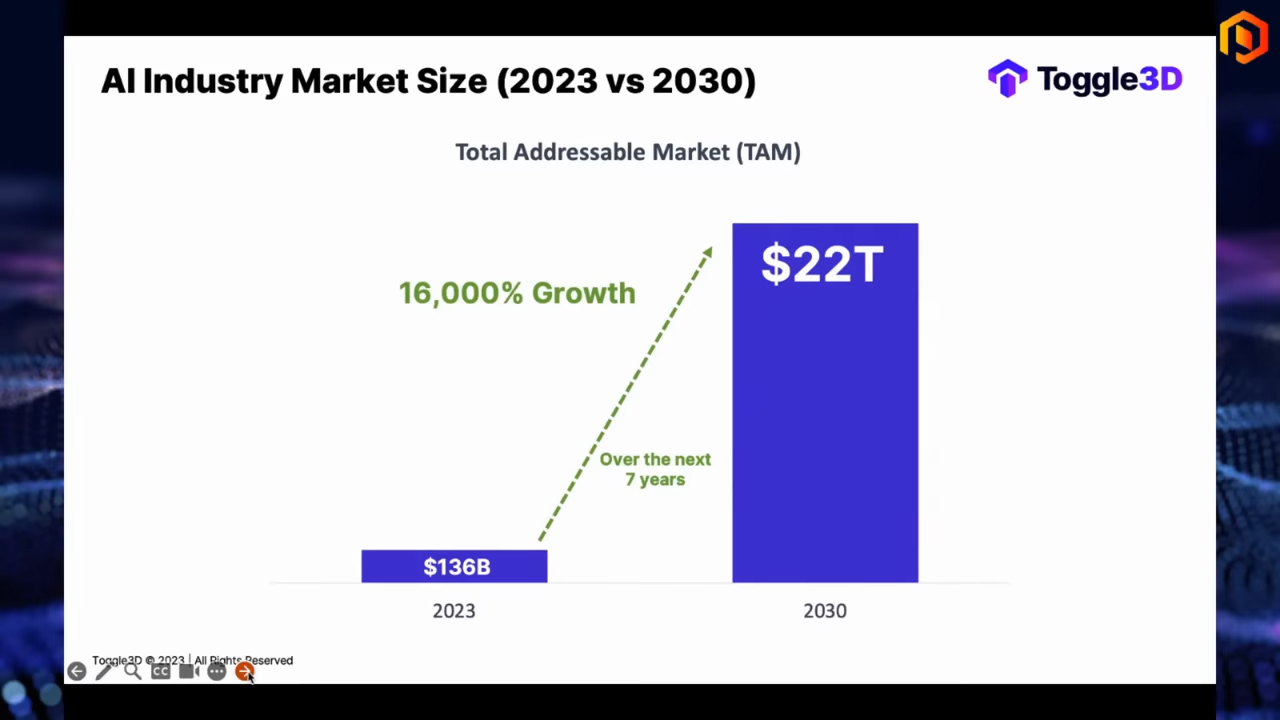 AI Industry Market Size (2023 vs 2030)
Toggle3D
Total Addressable Market (TAM)
$22T
16,000% Growth
Over the next
7 years
$136B
2023
2030
Toggle3D © 2023 | All Rights Reserved
CC